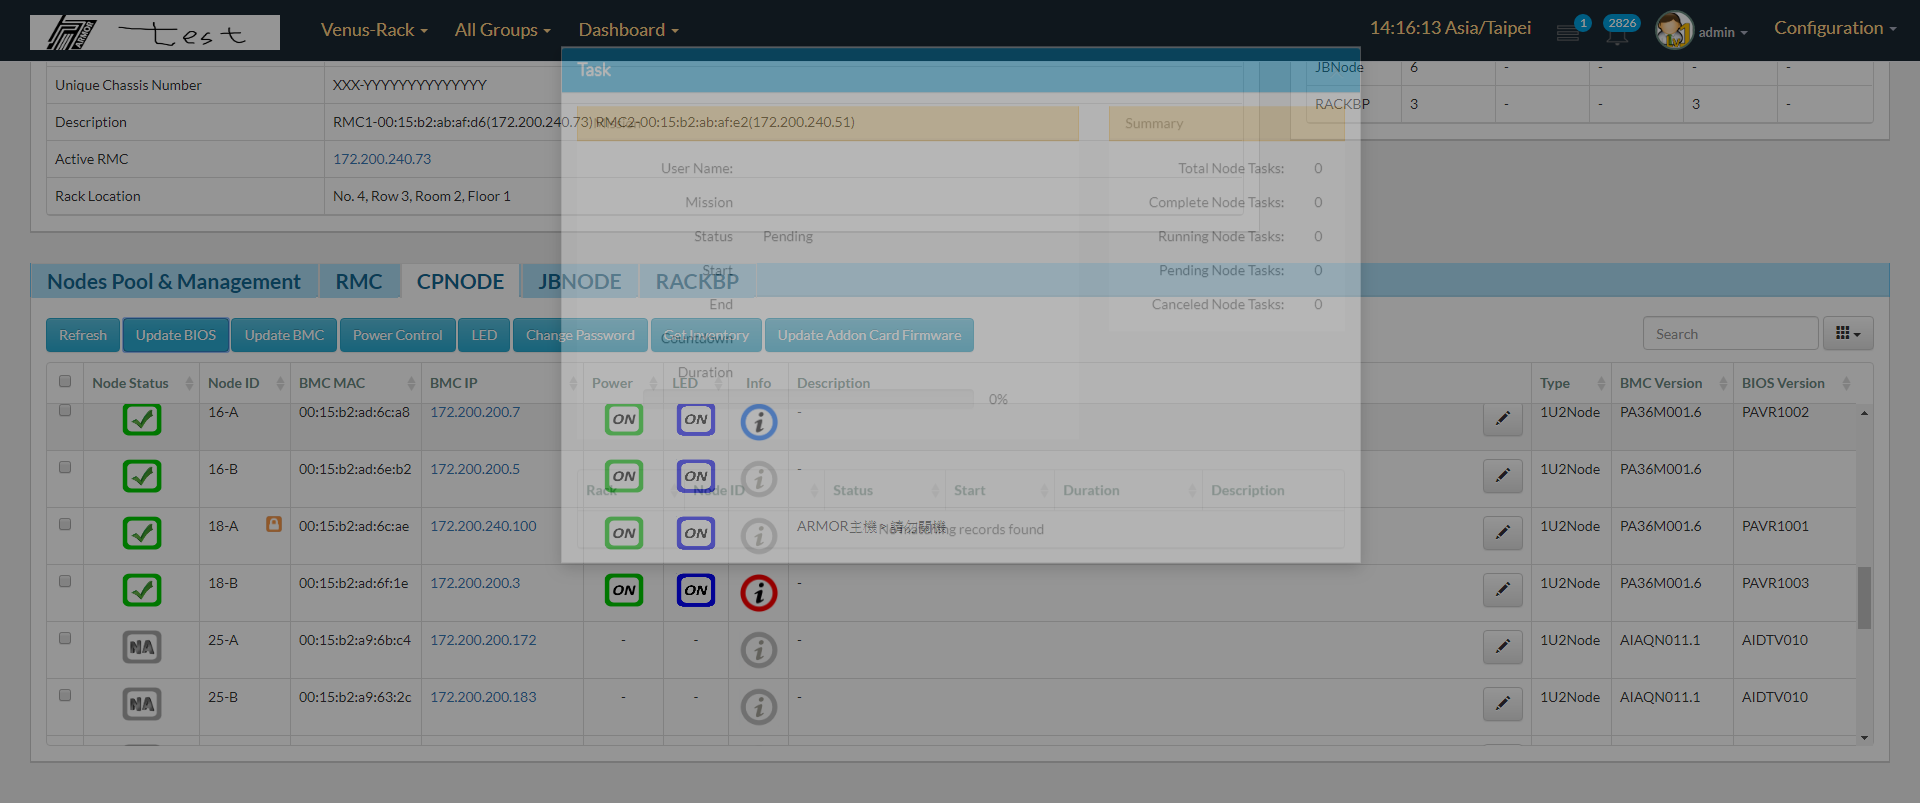 ARMOR test Venus-Rack All Groups Dashboard 14:16:13 Asia/Taipei 1 2826 admin Configuration
Unique Chassis Number XXX-YYYYYYYYYYYYYY
Description RMC1-00:15:b2:ab:af:d6(172.200.240.73) RMC2-00:15:b2:ab:af:e2(172.200.240.51)
Active RMC 172.200.240.73
Rack Location No. 4, Row 3, Room 2, Floor 1
JBNode 6 - - - -
RACKBP 3 - - 3 -
Task
Mission Summary
User Name: Total Node Tasks: 0
Mission Complete Node Tasks: 0
Status Pending Running Node Tasks: 0
Start Pending Node Tasks: 0
End Canceled Node Tasks: 0
Countdown
Duration
0%
Rack Node ID Status Start Duration Description
No matching records found
Nodes Pool & Management RMC CPNODE JBNODE RACKBP
Refresh Update BIOS Update BMC Power Control LED Change Password Get Inventory Update Addon Card Firmware Search
Node Status Node ID BMC MAC BMC IP Power LED Info Description Type BMC Version BIOS Version
16-A 00:15:b2:ad:6c:a8 172.200.200.7 ON ON i - 1U2Node PA36M001.6 PAVR1002
16-B 00:15:b2:ad:6e:b2 172.200.200.5 ON ON i - 1U2Node PA36M001.6
18-A 00:15:b2:ad:6c:ae 172.200.240.100 ON ON i ARMOR主機~請勿關機 1U2Node PA36M001.6 PAVR1001
18-B 00:15:b2:ad:6f:1e 172.200.200.3 ON ON i - 1U2Node PA36M001.6 PAVR1003
NA 25-A 00:15:b2:a9:6b:c4 172.200.200.172 - - i - 1U2Node AIAQN011.1 AIDTV010
NA 25-B 00:15:b2:a9:63:2c 172.200.200.183 - - i - 1U2Node AIAQN011.1 AIDTV010